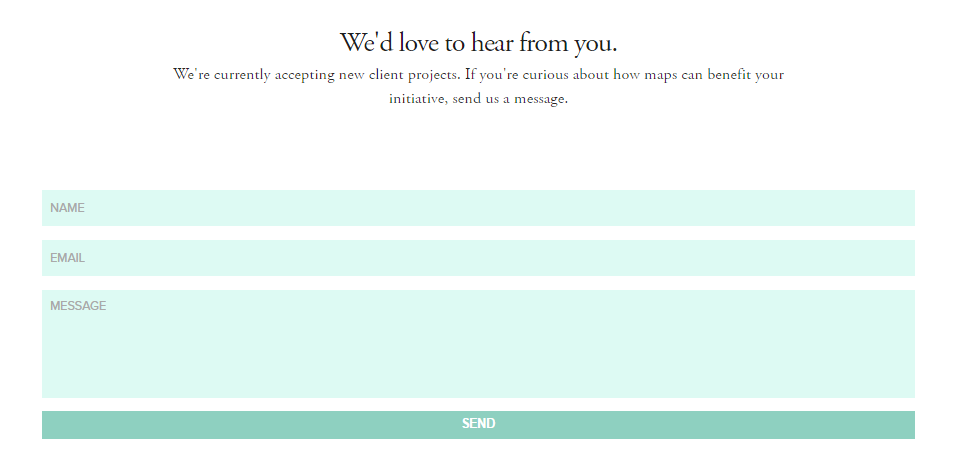 We'd love to hear from you.
We're currently accepting new client projects. If you're curious about how maps can benefit your
initiative, send us a message.
NAME
EMAIL
MESSAGE
SEND